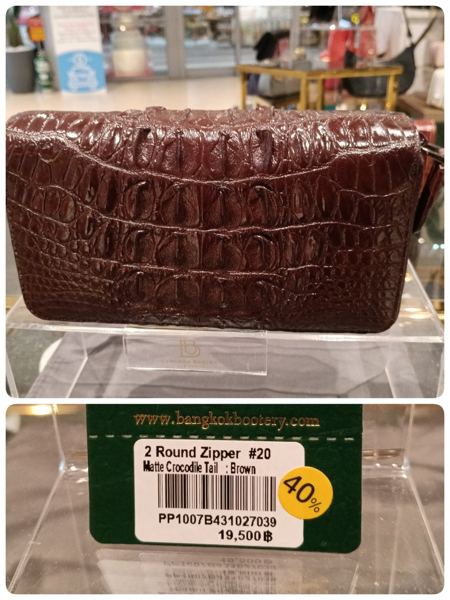 B
www.bangkokbootery.com
2 Round Zipper #20
Matte Crocodile Tail : Brown
40%
PP1007B431027039
19,500฿